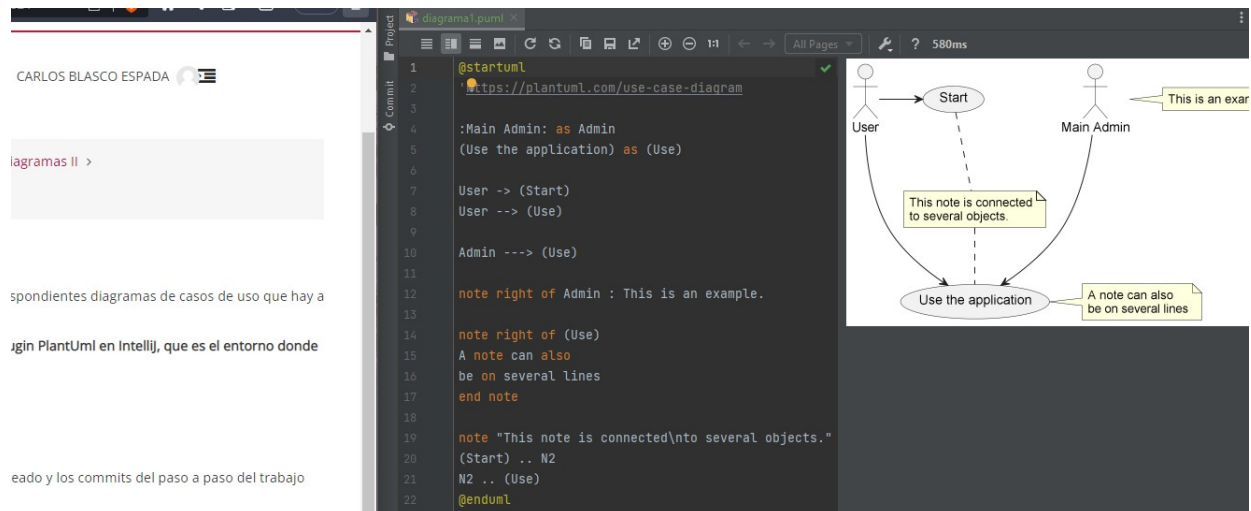 CARLOS BLASCO ESPADA
iagramas II >
spondientes diagramas de casos de uso que hay a
ugin PlantUml en IntelliJ, que es el entorno donde
eado y los commits del paso a paso del trabajo
Project
Commit
diagrama1.puml ×
1:1
All Pages
? 580ms
1 @startuml
2 'https://plantuml.com/use-case-diagram
3
4 :Main Admin: as Admin
5 (Use the application) as (Use)
6
7 User -> (Start)
8 User --> (Use)
9
10 Admin ---> (Use)
11
12 note right of Admin : This is an example.
13
14 note right of (Use)
15 A note can also
16 be on several lines
17 end note
18
19 note "This note is connected\nto several objects."
20 (Start) .. N2
21 N2 .. (Use)
22 @enduml
User
Start
Main Admin
This is an exam
This note is connected
to several objects.
Use the application
A note can also
be on several lines